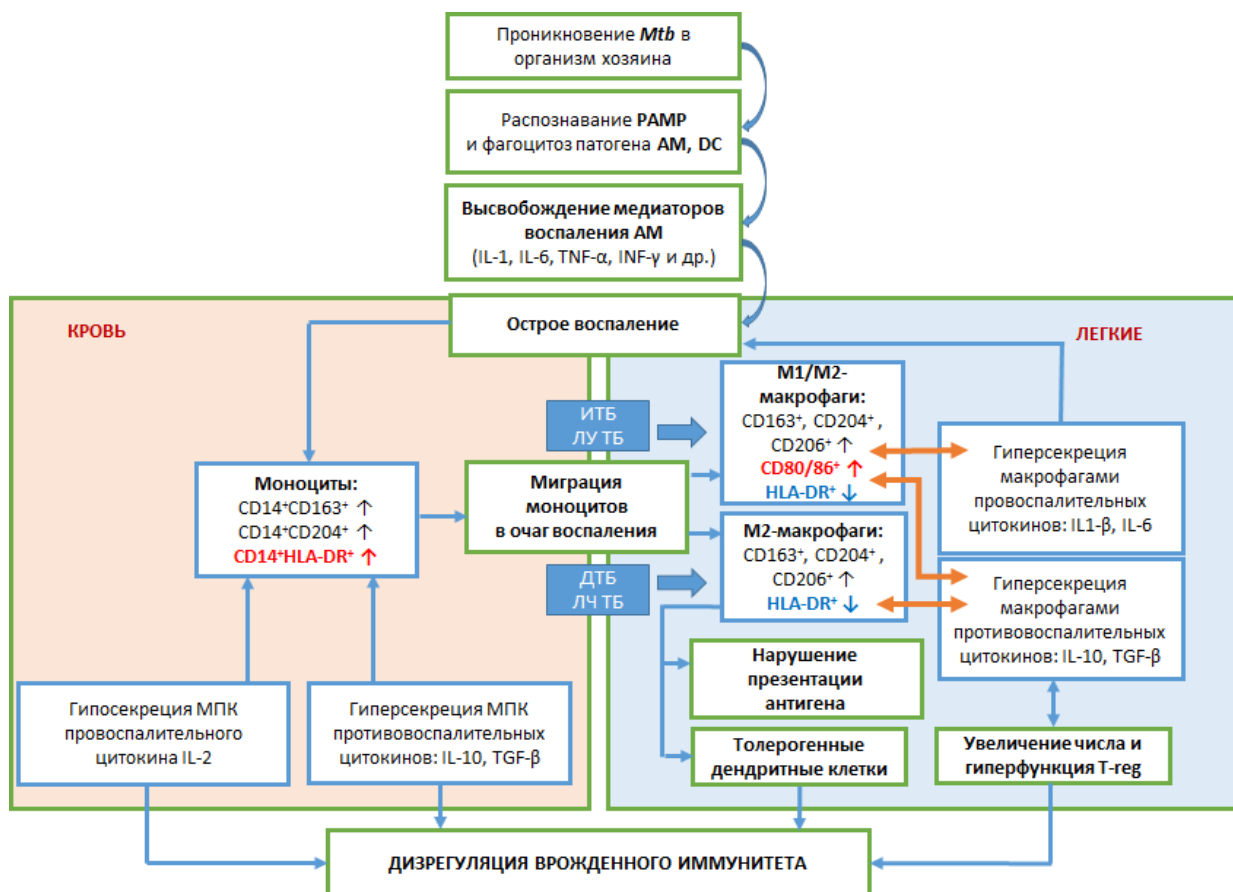 Проникновение Mtb в
организм хозяина
Распознавание PAMP
и фагоцитоз патогена АМ, DC
Высвобождение медиаторов
воспаления АМ
(IL-1, IL-6, TNF-α, INF-γ и др.)
Острое воспаление
КРОВЬ
ЛЕГКИЕ
ИТБ
ЛУ ТБ
М1/М2-
макрофаги:
CD163⁺, CD204⁺ ,
CD206⁺ ↑
CD80/86⁺ ↑
HLA-DR⁺ ↓
Гиперсекреция
макрофагами
провоспалительных
цитокинов: IL1-β, IL-6
Моноциты:
CD14⁺CD163⁺ ↑
CD14⁺CD204⁺ ↑
CD14⁺HLA-DR⁺ ↑
Миграция
моноцитов
в очаг воспаления
М2-макрофаги:
CD163⁺, CD204⁺ ,
CD206⁺ ↑
HLA-DR⁺ ↓
ДТБ
ЛЧ ТБ
Гиперсекреция
макрофагами
противовоспалительных
цитокинов: IL-10, TGF-β
Нарушение
презентации
антигена
Гипосекреция МПК
провоспалительного
цитокина IL-2
Гиперсекреция МПК
противовоспалительных
цитокинов: IL-10, TGF-β
Толерогенные
дендритные клетки
Увеличение числа и
гиперфункция T-reg
ДИЗРЕГУЛЯЦИЯ ВРОЖДЕННОГО ИММУНИТЕТА